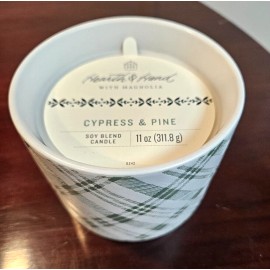 Hearth & Hand
WITH MAGNOLIA
CYPRESS & PINE
SOY BLEND
CANDLE
11 oz (311.8 g)